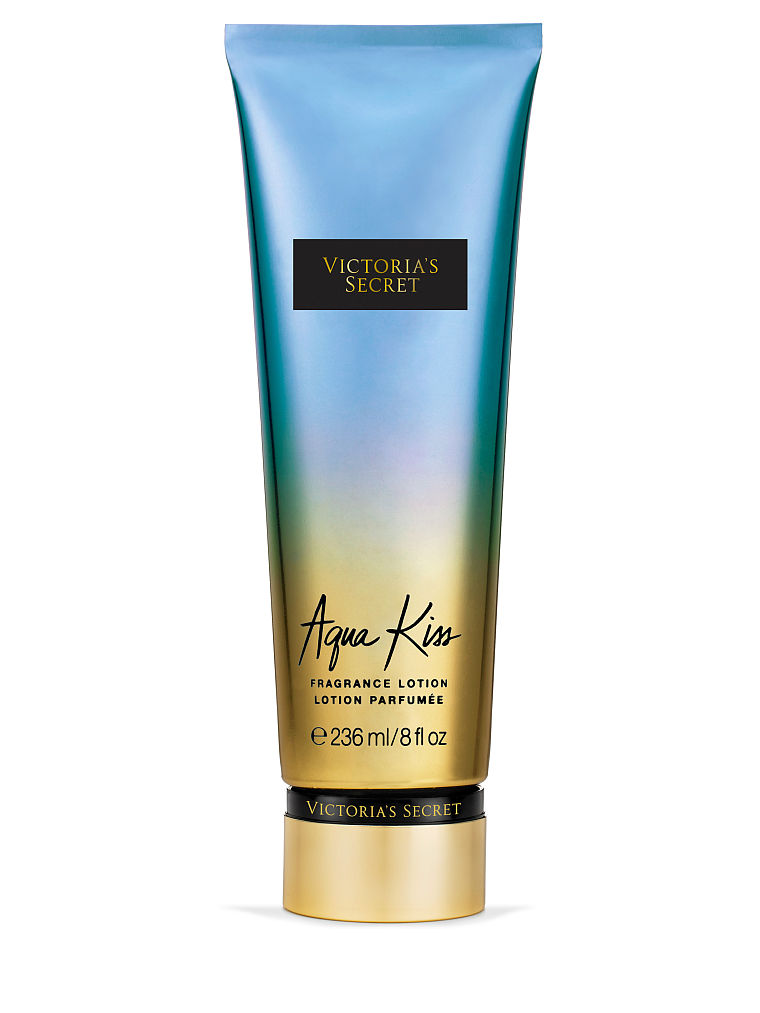 VICTORIA'S
SECRET
Aqua Kiss
FRAGRANCE LOTION
LOTION PARFUMÉE
℮ 236 ml/8 fl oz
VICTORIA'S SECRET